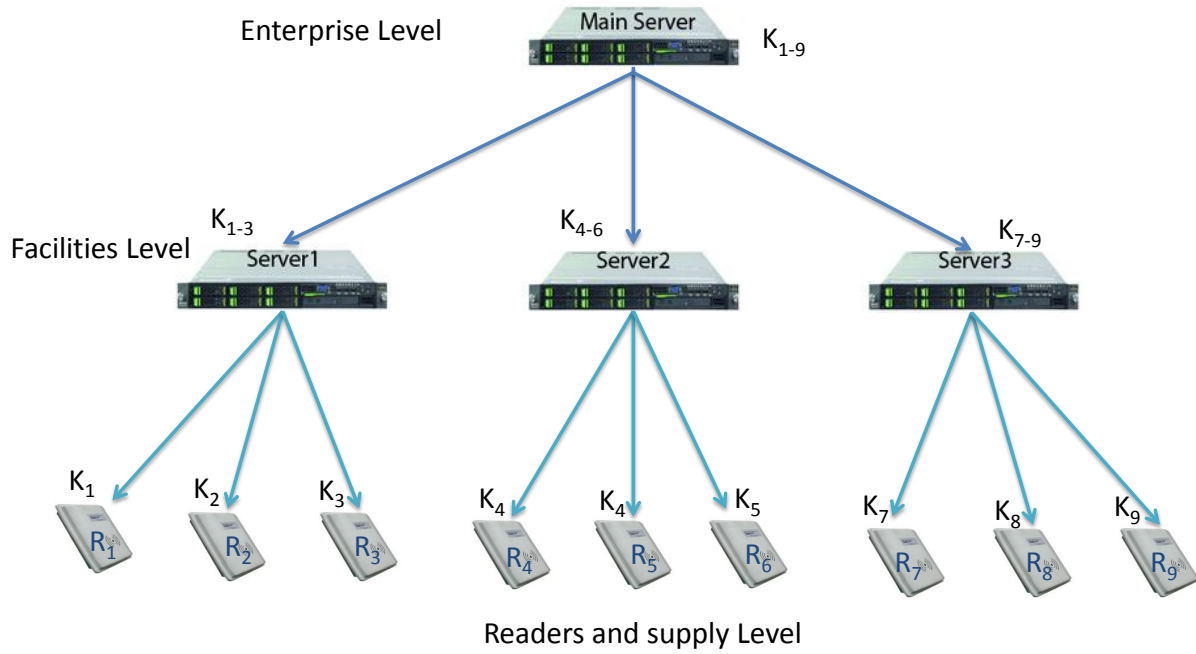 Enterprise Level
Main Server
K1-9
K1-3
K4-6
K7-9
Facilities Level
Server1
Server2
Server3
K1
K2
K3
K4
K4
K5
K7
K8
K9
R1
R2
R3
R4
R5
R6
R7
R8
R9
Readers and supply Level